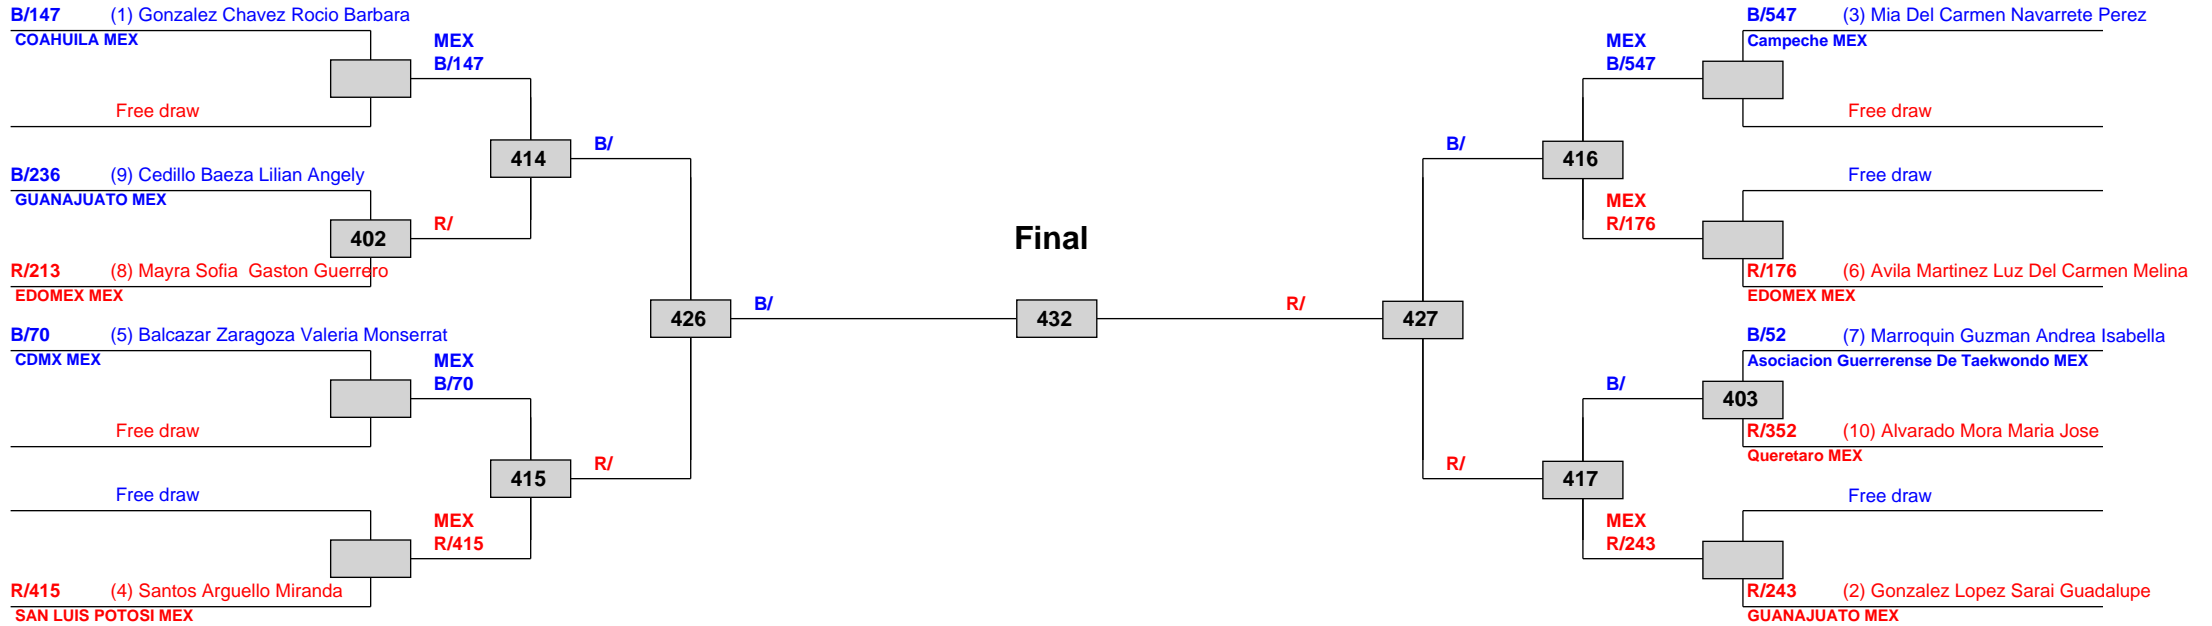 B/147 (1) Gonzalez Chavez Rocio Barbara
COAHUILA MEX
MEX
B/147
Free draw
414
B/
B/236 (9) Cedillo Baeza Lilian Angely
GUANAJUATO MEX
402
R/
R/213 (8) Mayra Sofia  Gaston Guerrero
EDOMEX MEX
426
B/
B/70 (5) Balcazar Zaragoza Valeria Monserrat
CDMX MEX
MEX
B/70
Free draw
415
R/
Free draw
MEX
R/415
R/415 (4) Santos Arguello Miranda
SAN LUIS POTOSI MEX
Final
432
B/547 (3) Mia Del Carmen Navarrete Perez
Campeche MEX
MEX
B/547
Free draw
B/
416
Free draw
MEX
R/176
R/176 (6) Avila Martinez Luz Del Carmen Melina
EDOMEX MEX
R/
427
B/52 (7) Marroquin Guzman Andrea Isabella
Asociacion Guerrerense De Taekwondo MEX
B/
403
R/352 (10) Alvarado Mora Maria Jose
Queretaro MEX
R/
417
Free draw
MEX
R/243
R/243 (2) Gonzalez Lopez Sarai Guadalupe
GUANAJUATO MEX